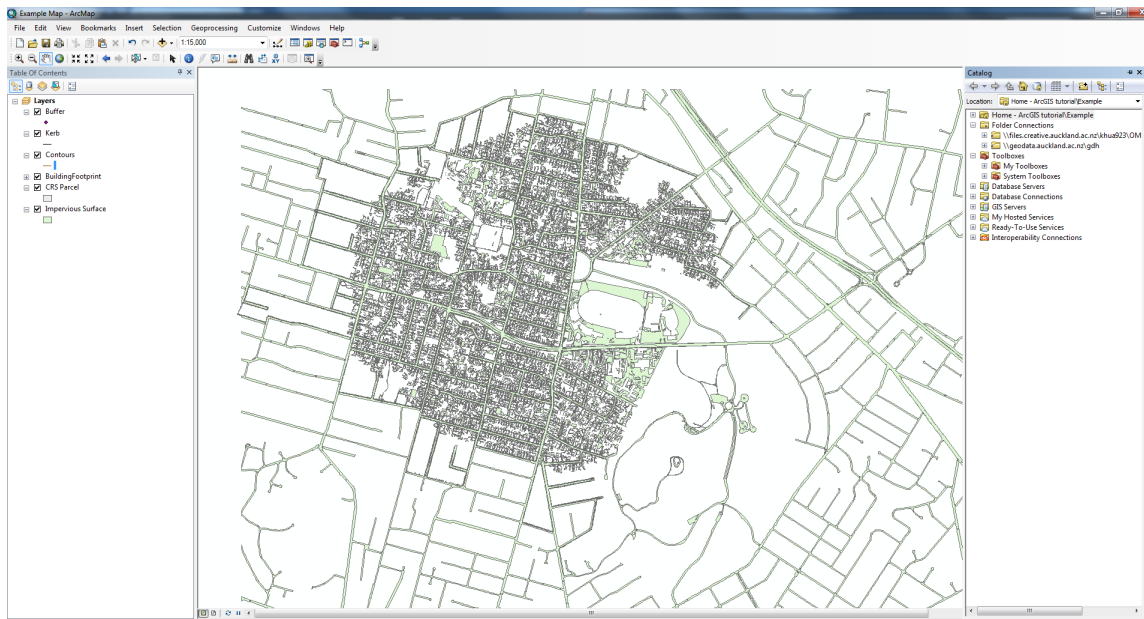 Example Map - ArcMap
File Edit View Bookmarks Insert Selection Geoprocessing Customize Windows Help
1:15,000
Table Of Contents
Layers
Buffer
Kerb
Contours
BuildingFootprint
CRS Parcel
Impervious Surface
Catalog
Location: Home - ArcGIS tutorial\Example
Home - ArcGIS tutorial\Example
Folder Connections
\\files.creative.auckland.ac.nz\khua923\OM
\\geodata.auckland.ac.nz\gdh
Toolboxes
My Toolboxes
System Toolboxes
Database Servers
Database Connections
GIS Servers
My Hosted Services
Ready-To-Use Services
Interoperability Connections